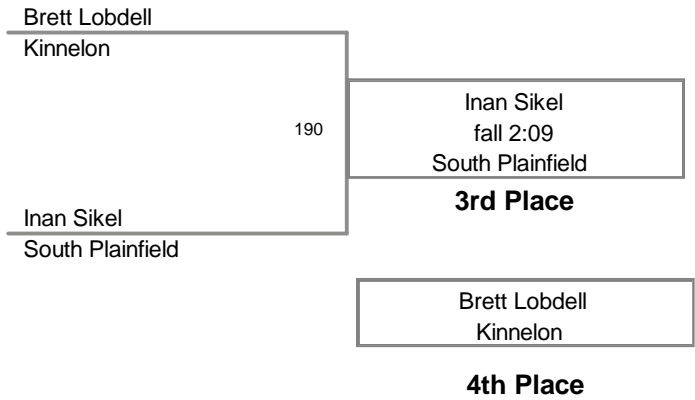 Brett Lobdell
Kinnelon
190
Inan Sikel
fall 2:09
South Plainfield
3rd Place
Inan Sikel
South Plainfield
Brett Lobdell
Kinnelon
4th Place